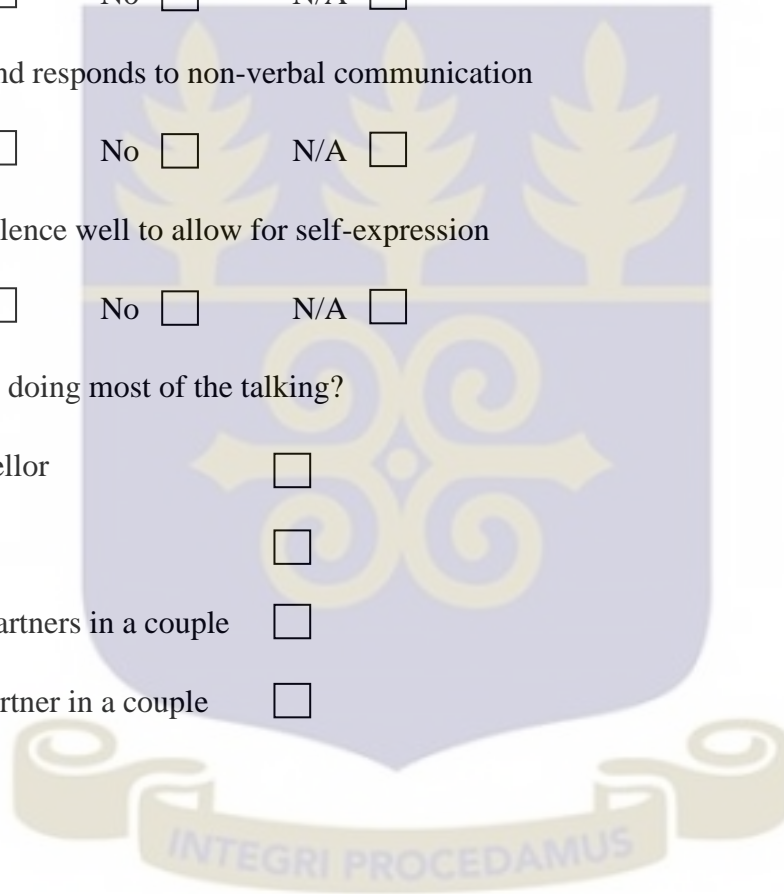 No ☐ N/A ☐
nd responds to non-verbal communication
☐ No ☐ N/A ☐
lence well to allow for self-expression
☐ No ☐ N/A ☐
doing most of the talking?
ellor ☐
☐
artners in a couple ☐
rtner in a couple ☐
INTEGRI PROCEDAMUS